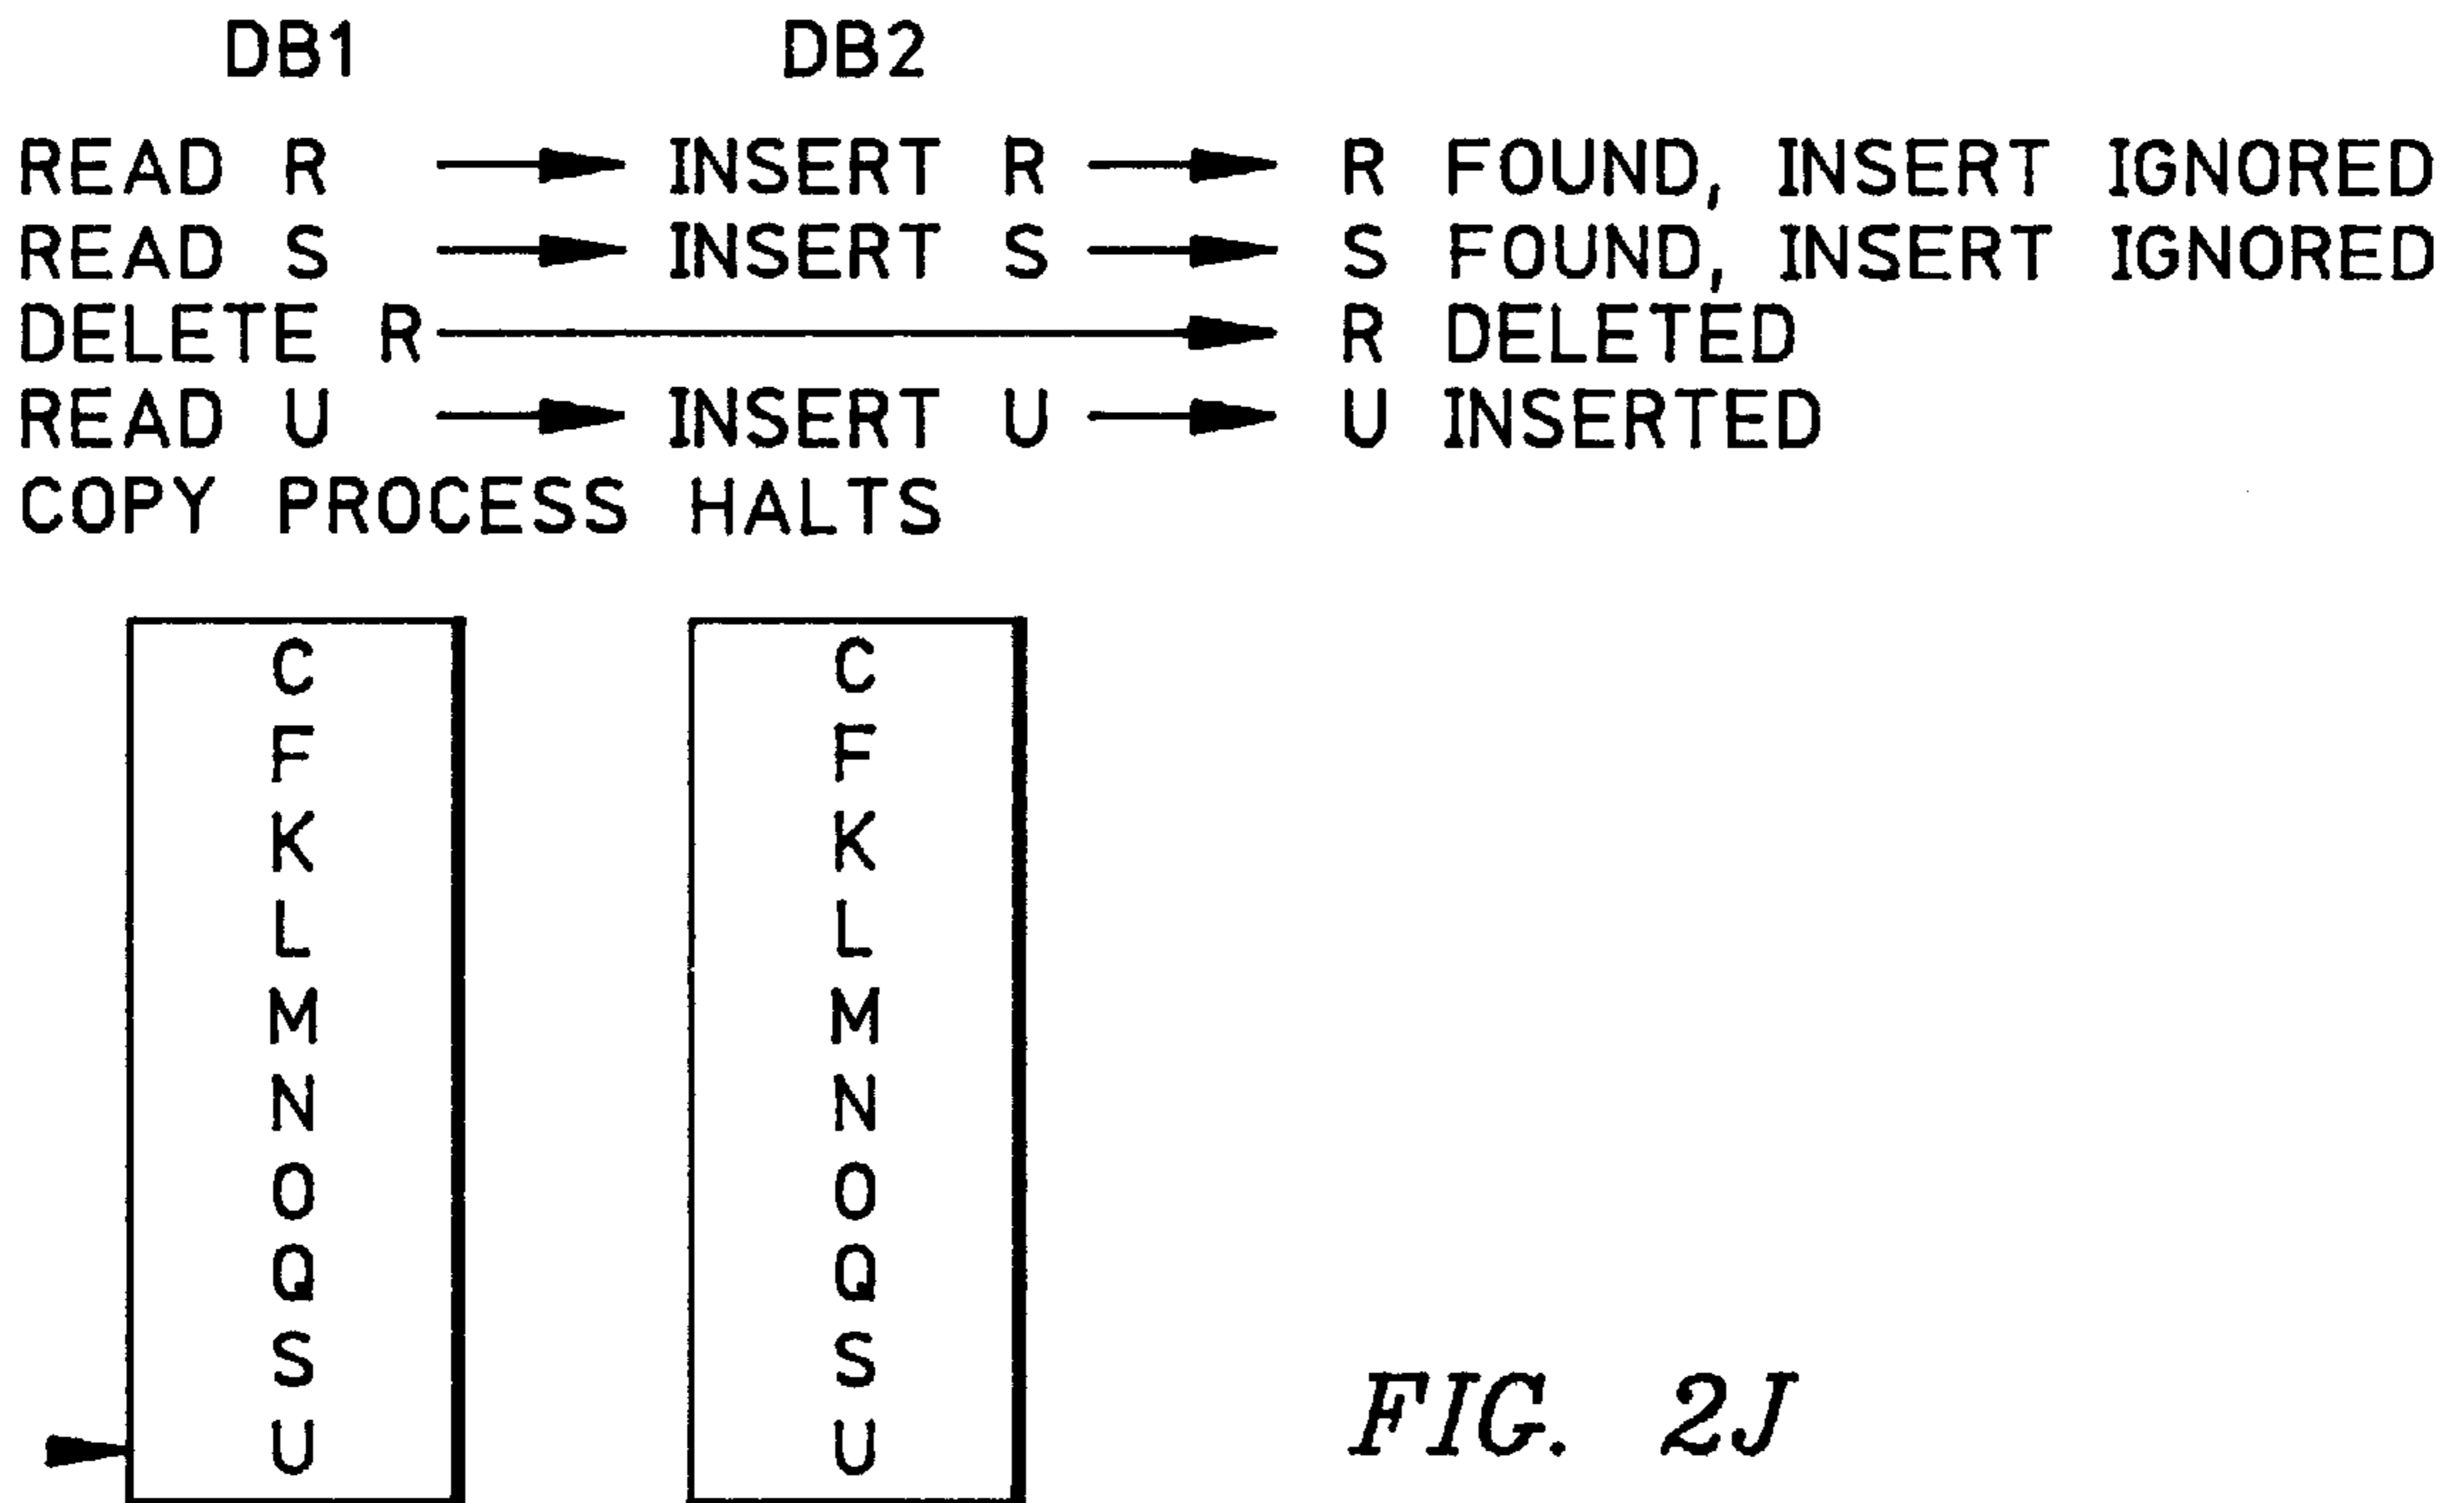 DB1 DB2
READ R INSERT R R FOUND, INSERT IGNORED
READ S INSERT S S FOUND, INSERT IGNORED
DELETE R R DELETED
READ U INSERT U U INSERTED
COPY PROCESS HALTS
C C
F F
K K
L L
M M
N N
O O
Q Q
S S
U U
FIG. 2J